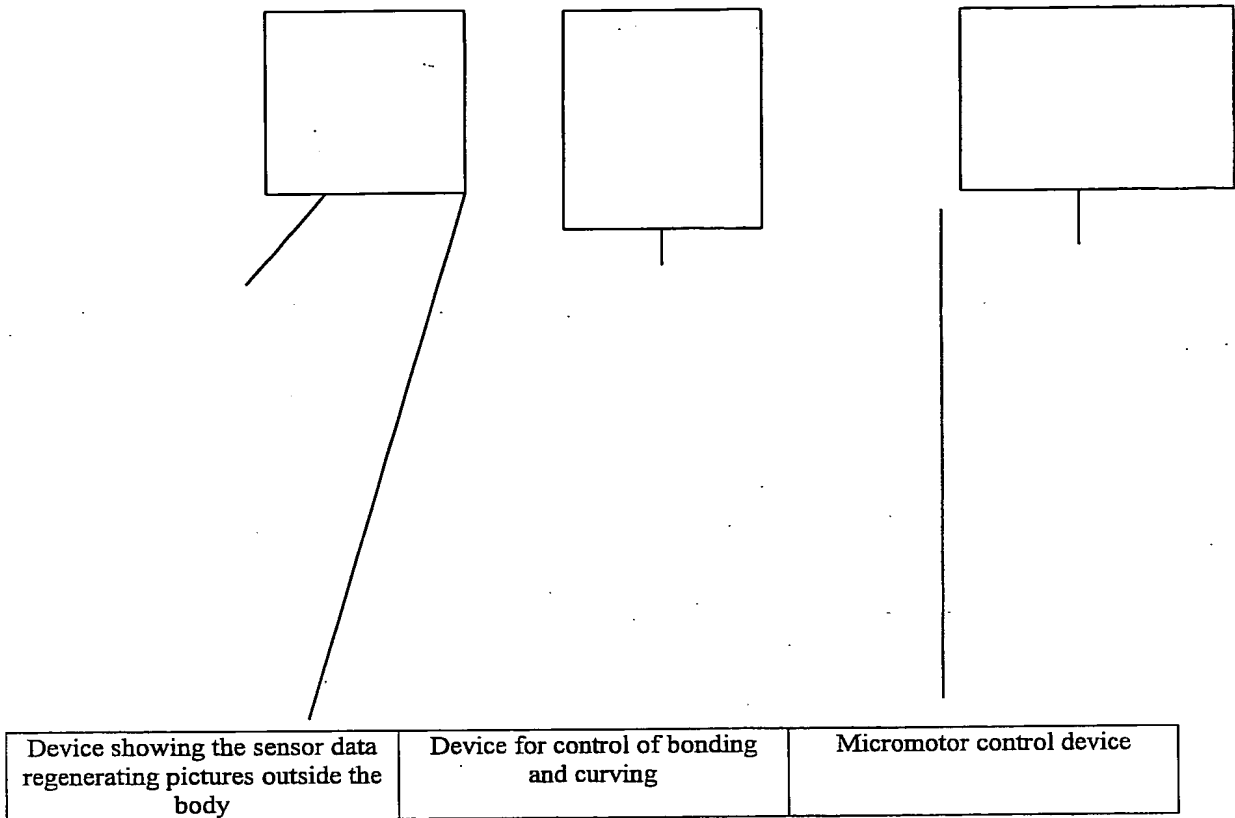 Device showing the sensor data
regenerating pictures outside the
body
Device for control of bonding
and curving
Micromotor control device